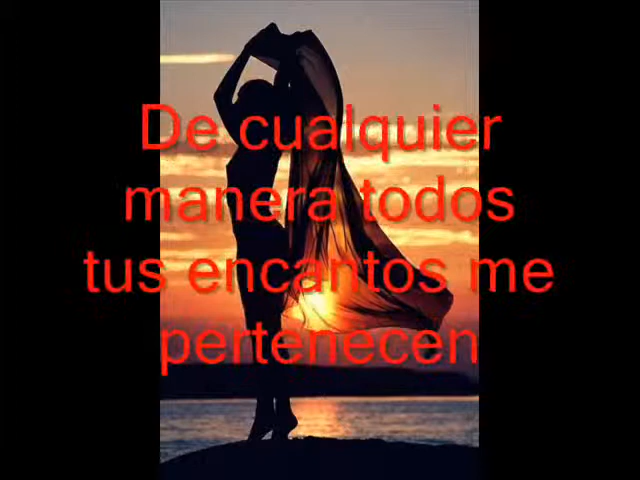 De cualquier
manera todos
tus encantos me
pertenecen